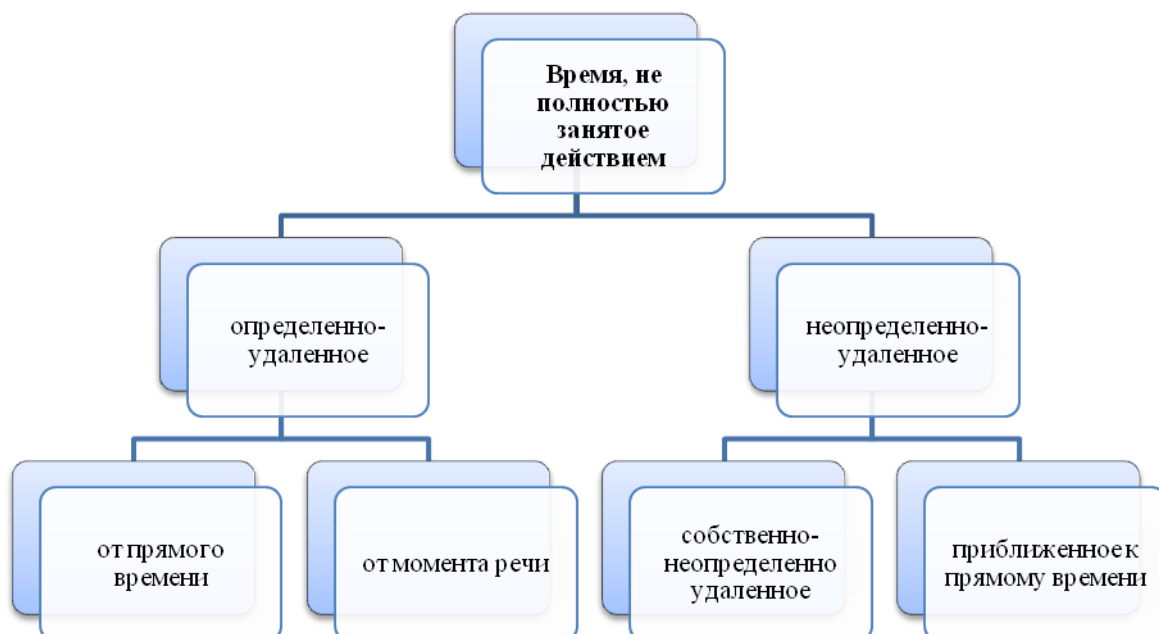 Время, не
полностью
занятое
действием
определенно-
удаленное
неопределенно-
удаленное
от прямого
времени
от момента речи
собственно-
неопределенно
удаленное
приближенное к
прямому времени